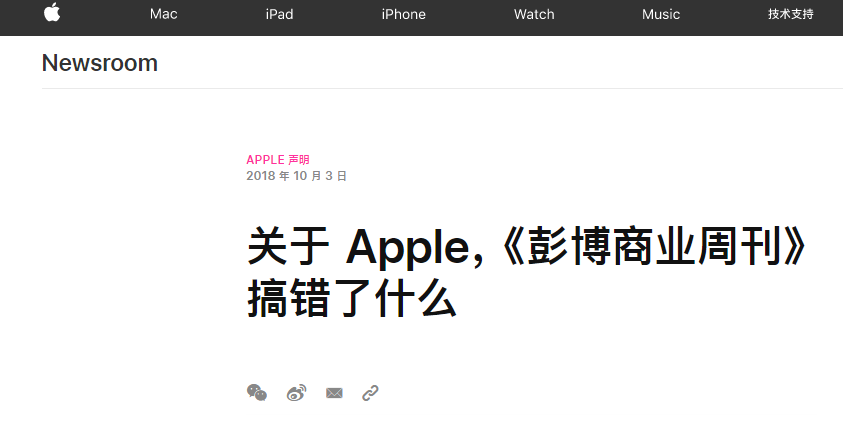 Mac iPad iPhone Watch Music 技术支持
Newsroom
APPLE 声明
2018 年 10 月 3 日
关于 Apple，《彭博商业周刊》
搞错了什么